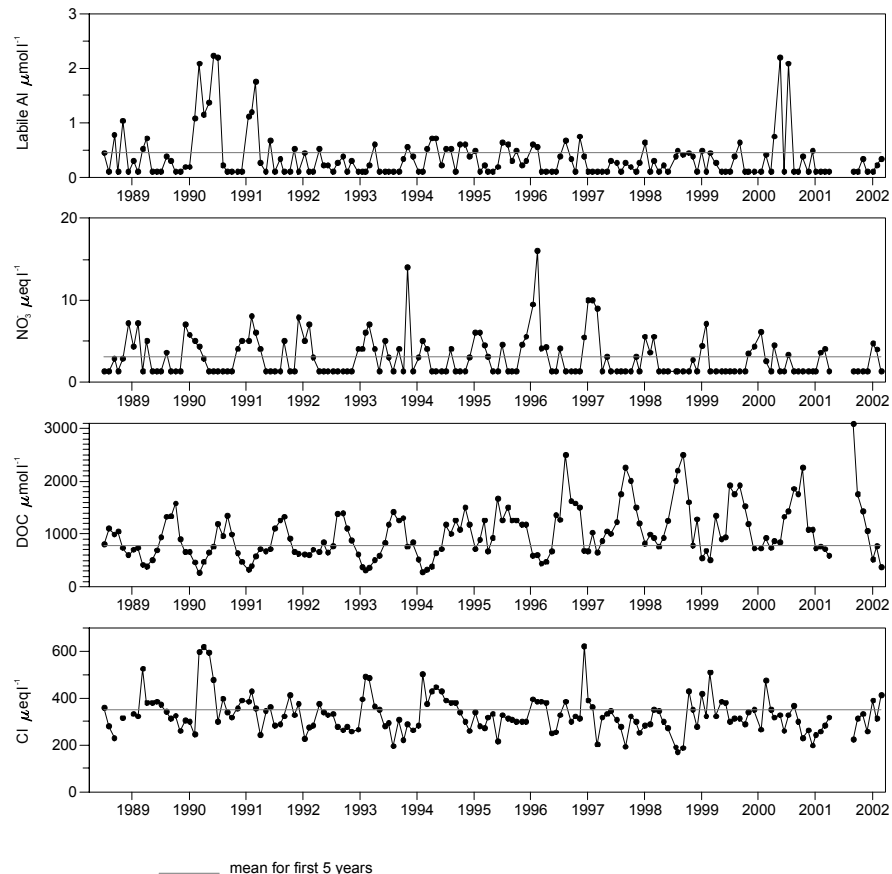 3
2
1
0
Labile Al μmol l⁻¹
1989 1990 1991 1992 1993 1994 1995 1996 1997 1998 1999 2000 2001 2002
20
10
0
NO₃⁻ μeq l⁻¹
1989 1990 1991 1992 1993 1994 1995 1996 1997 1998 1999 2000 2001 2002
3000
2000
1000
0
DOC μmol l⁻¹
1989 1990 1991 1992 1993 1994 1995 1996 1997 1998 1999 2000 2001 2002
600
400
200
0
Cl μeq l⁻¹
1989 1990 1991 1992 1993 1994 1995 1996 1997 1998 1999 2000 2001 2002
mean for first 5 years